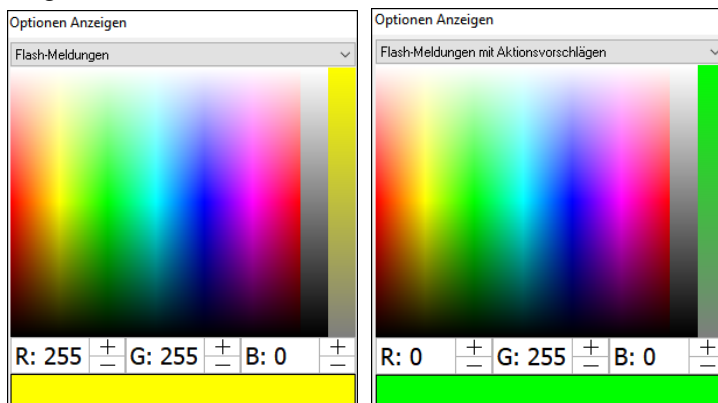 Optionen Anzeigen
Flash-Meldungen
R: 255 + − G: 255 + − B: 0 + −
Optionen Anzeigen
Flash-Meldungen mit Aktionsvorschlägen
R: 0 + − G: 255 + − B: 0 + −